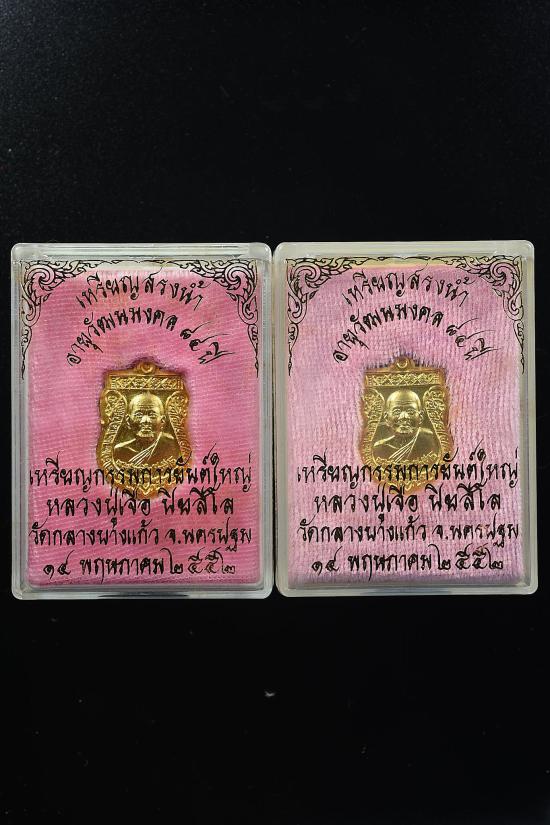 เหรียญสรงน้ำ
อายุวัฒนมงคล ๘๔ ปี
เหรียญกรรมการยันต์ใหญ่
หลวงปู่เจือ ปิยสีโล
วัดกลางบางแก้ว จ.นครปฐม
๑๔ พฤษภาคม ๒๕๕๒
เหรียญสรงน้ำ
อายุวัฒนมงคล ๘๔ ปี
เหรียญกรรมการยันต์ใหญ่
หลวงปู่เจือ ปิยสีโล
วัดกลางบางแก้ว จ.นครปฐม
๑๔ พฤษภาคม ๒๕๕๒